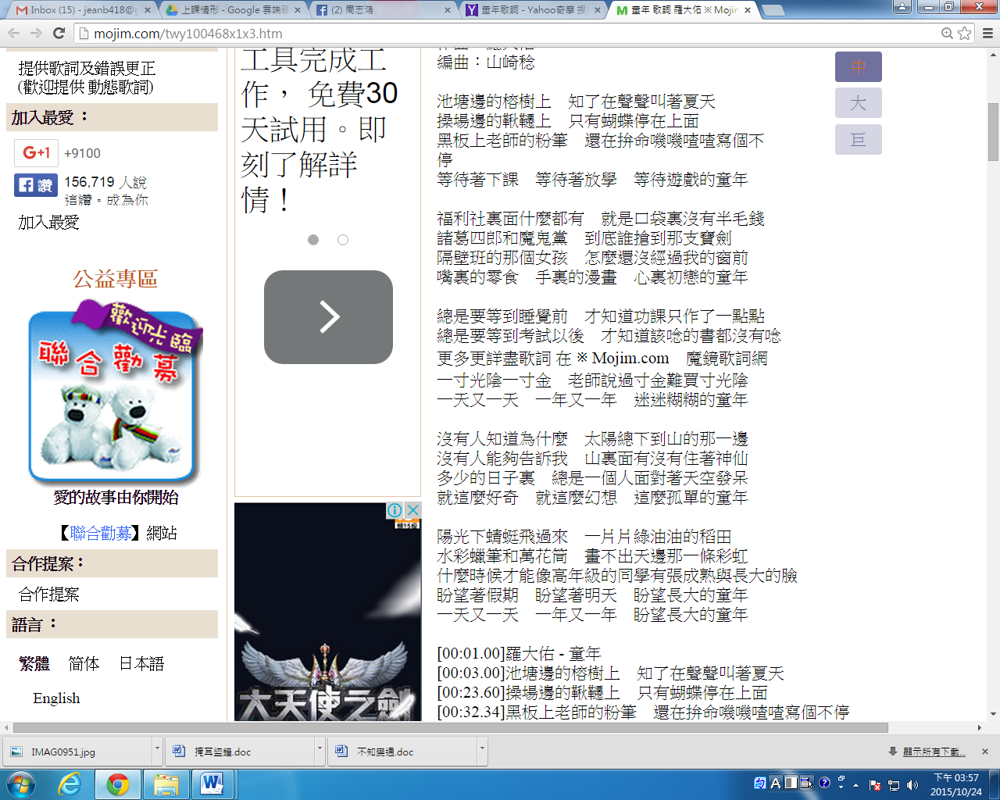 Inbox (15) - jeanb418@g
上課情形 - Google 雲端硬
(2) 周志鴻
童年歌詞 - Yahoo奇摩 搜
童年 歌詞 羅大佑 ※ Mojim
mojim.com/twy100468x1x3.htm
提供歌詞及錯誤更正
(歡迎提供 動態歌詞)
加入最愛：
G+1 +9100
讚 156,719 人說
這讚。成為你
加入最愛
公益專區
歡迎光臨
聯合勸募
愛的故事由你開始
【聯合勸募】網站
合作提案：
合作提案
語言：
繁體 简体 日本語
English
工具完成工
作， 免費30
天試用。即
刻了解詳
情！
大天使之劍
編曲：山崎稔
池塘邊的榕樹上　知了在聲聲叫著夏天
操場邊的鞦韆上　只有蝴蝶停在上面
黑板上老師的粉筆　還在拚命嘰嘰喳喳寫個不
停
等待著下課　等待著放學　等待遊戲的童年
福利社裏面什麼都有　就是口袋裏沒有半毛錢
諸葛四郎和魔鬼黨　到底誰搶到那支寶劍
隔壁班的那個女孩　怎麼還沒經過我的窗前
嘴裏的零食　手裏的漫畫　心裏初戀的童年
總是要等到睡覺前　才知道功課只作了一點點
總是要等到考試以後　才知道該唸的書都沒有唸
更多更詳盡歌詞 在 ※ Mojim.com　魔鏡歌詞網
一寸光陰一寸金　老師說過寸金難買寸光陰
一天又一天　一年又一年　迷迷糊糊的童年
沒有人知道為什麼　太陽總下到山的那一邊
沒有人能夠告訴我　山裏面有沒有住著神仙
多少的日子裏　總是一個人面對著天空發呆
就這麼好奇　就這麼幻想　這麼孤單的童年
陽光下蜻蜓飛過來　一片片綠油油的稻田
水彩蠟筆和萬花筒　畫不出天邊那一條彩虹
什麼時候才能像高年級的同學有張成熟與長大的臉
盼望著假期　盼望著明天　盼望長大的童年
一天又一天　一年又一年　盼望長大的童年
[00:01.00]羅大佑 - 童年
[00:03.00]池塘邊的榕樹上　知了在聲聲叫著夏天
[00:23.60]操場邊的鞦韆上　只有蝴蝶停在上面
[00:32.34]黑板上老師的粉筆　還在拚命嘰嘰喳喳寫個不停
中
大
巨
IMAG0951.jpg
掩耳盜鐘.doc
不知變通.doc
顯示所有下載...
下午 03:57
2015/10/24